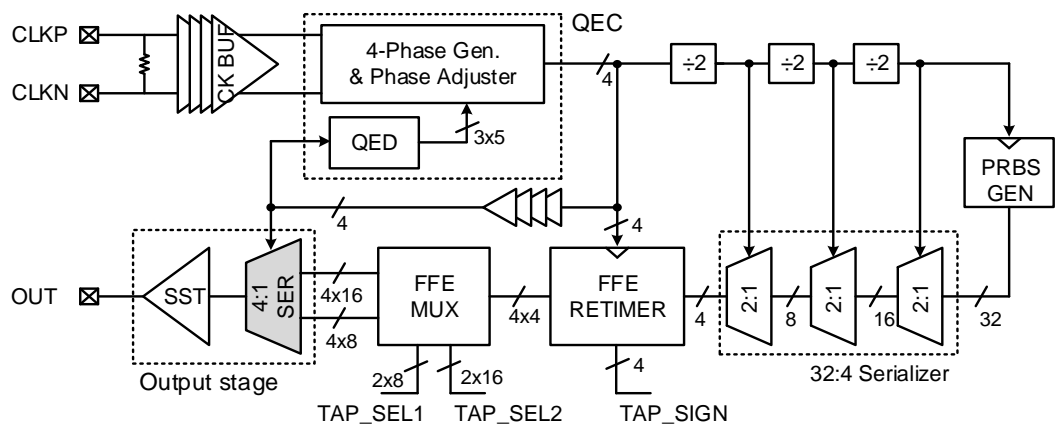 CLKP
CLKN
CK BUF
4-Phase Gen.
& Phase Adjuster
QEC
4
÷2
÷2
÷2
QED
3x5
PRBS
GEN
4
4
OUT
SST
4:1
SER
4x16
4x8
FFE
MUX
4x4
FFE
RETIMER
4
2:1
8
2:1
16
2:1
32
Output stage
2x8
2x16
4
32:4 Serializer
TAP_SEL1
TAP_SEL2
TAP_SIGN